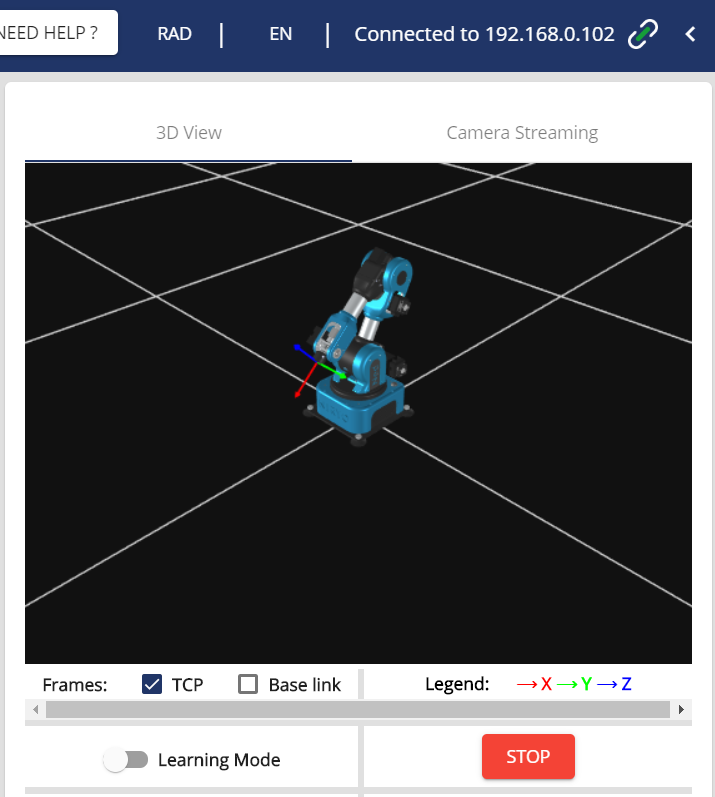 NEED HELP ?
RAD | EN | Connected to 192.168.0.102
3D View
Camera Streaming
Frames: TCP Base link
Legend: X Y Z
Learning Mode
STOP